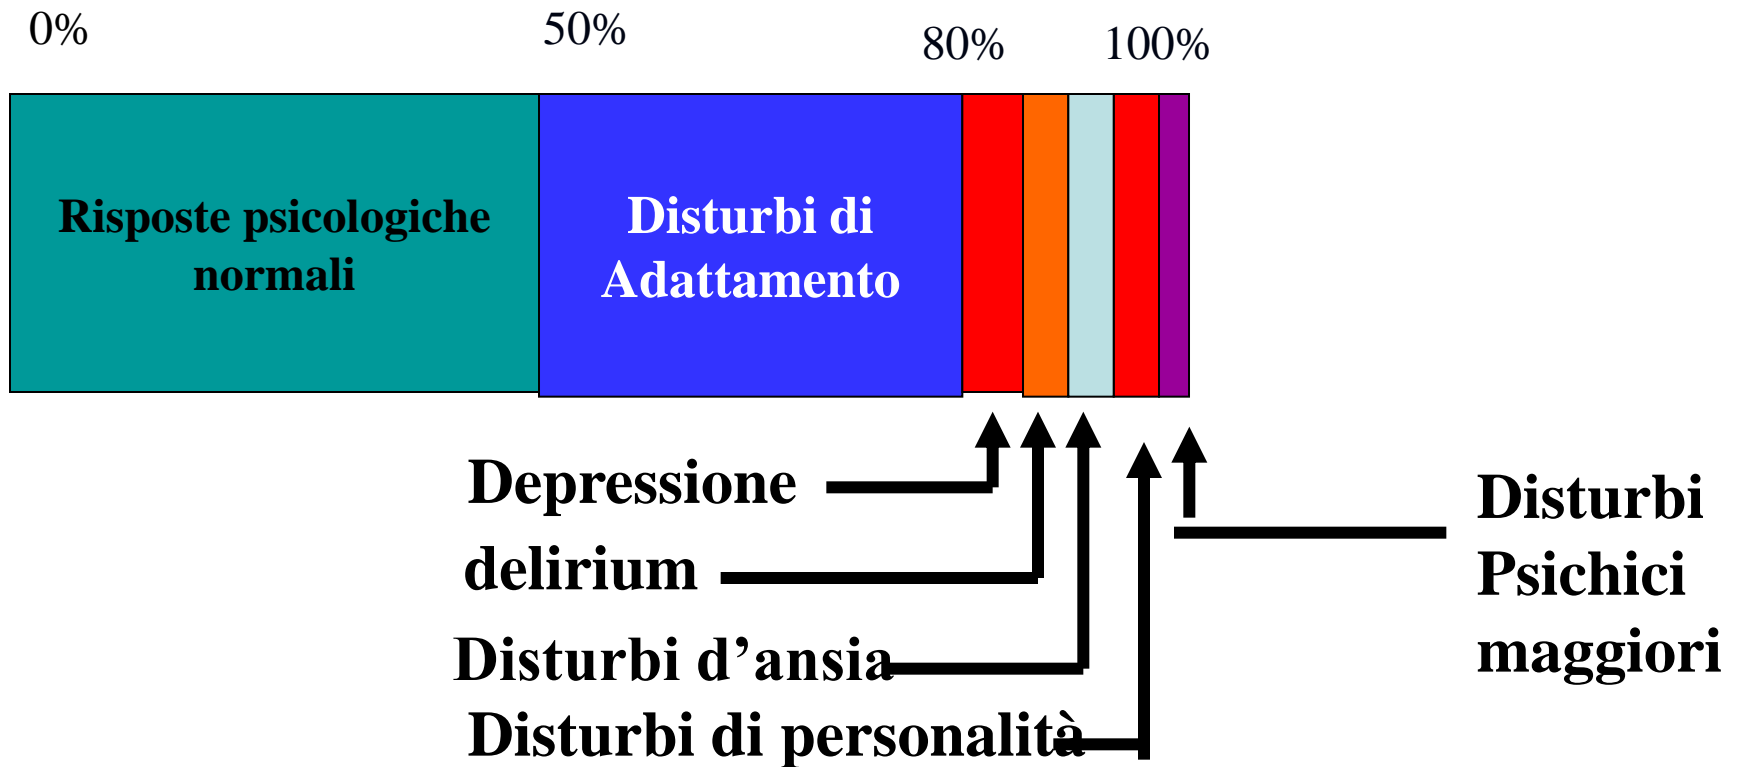 0%
50%
80%
100%
Risposte psicologiche
normali
Disturbi di
Adattamento
Depressione
delirium
Disturbi d’ansia
Disturbi di personalità
Disturbi
Psichici
maggiori